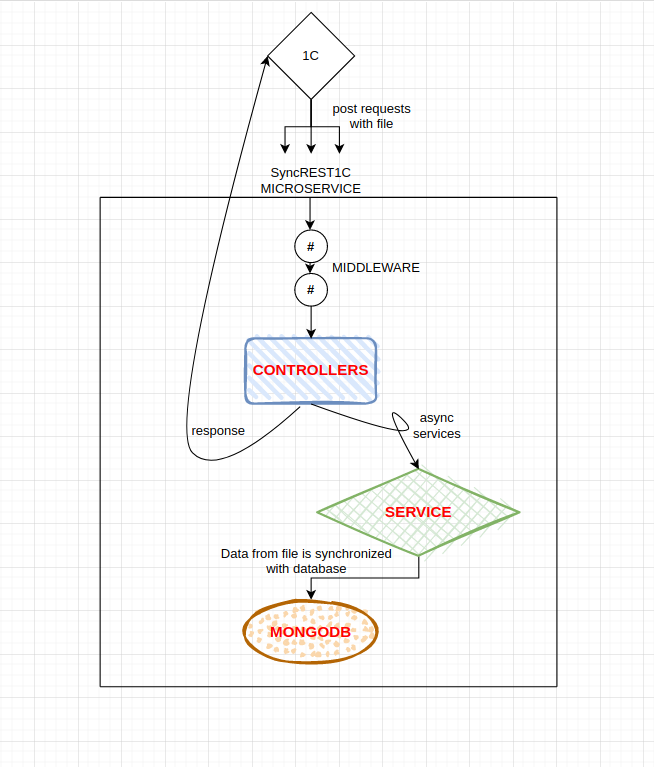 1C
post requests
with file
SyncREST1C
MICROSERVICE
#
MIDDLEWARE
#
CONTROLLERS
response
async
services
SERVICE
Data from file is synchronized
with database
MONGODB